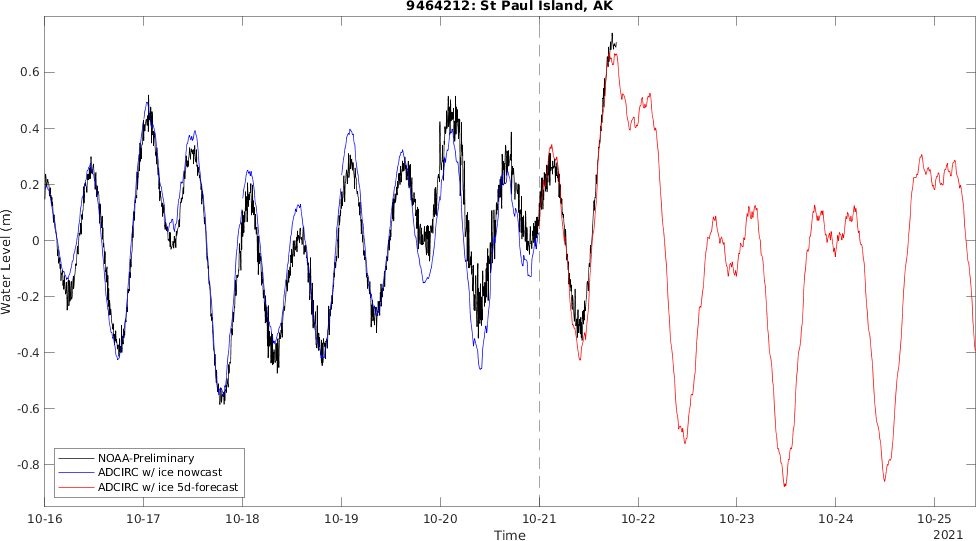 9464212: St Paul Island, AK
Water Level (m)
0.6
0.4
0.2
0
-0.2
-0.4
-0.6
-0.8
NOAA-Preliminary
ADCIRC w/ ice nowcast
ADCIRC w/ ice 5d-forecast
10-16 10-17 10-18 10-19 10-20 10-21 10-22 10-23 10-24 10-25
2021
Time